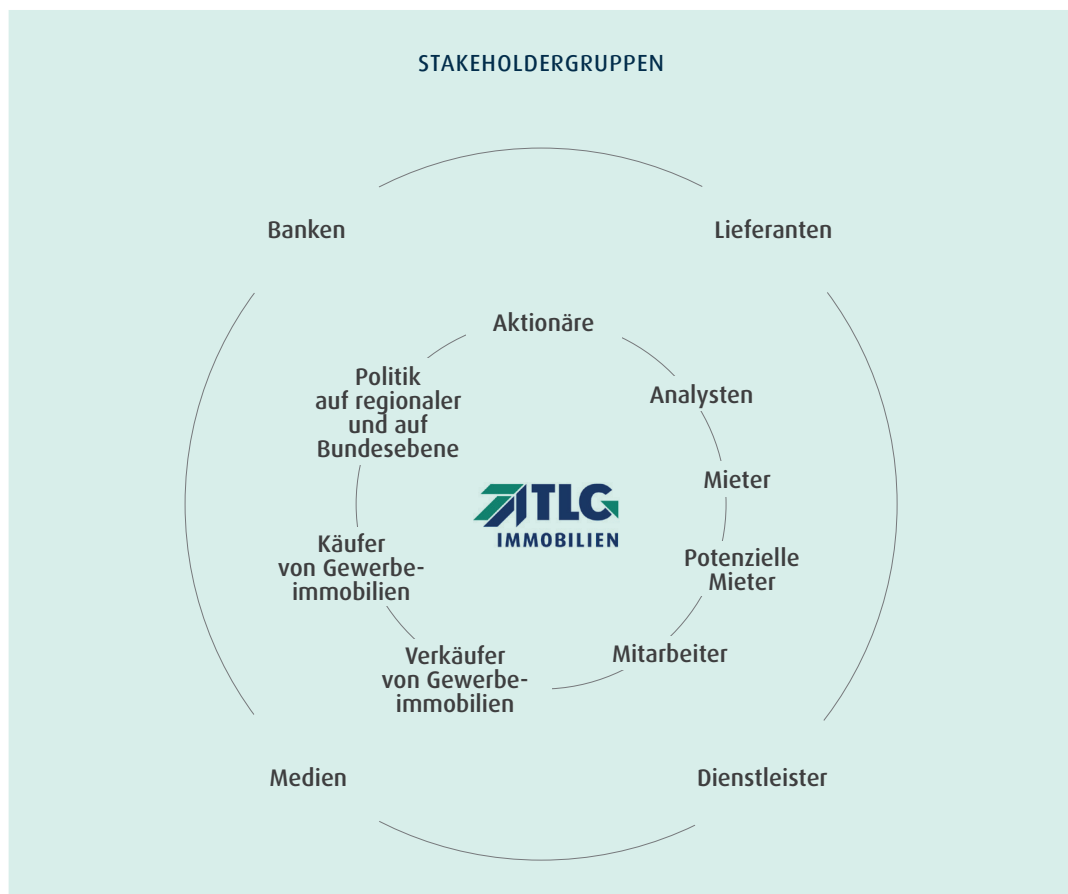 STAKEHOLDERGRUPPEN
Banken
Lieferanten
Aktionäre
Politik
auf regionaler
und auf
Bundesebene
Analysten
Mieter
TLG
IMMOBILIEN
Käufer
von Gewerbe-
immobilien
Potenzielle
Mieter
Verkäufer
von Gewerbe-
immobilien
Mitarbeiter
Medien
Dienstleister